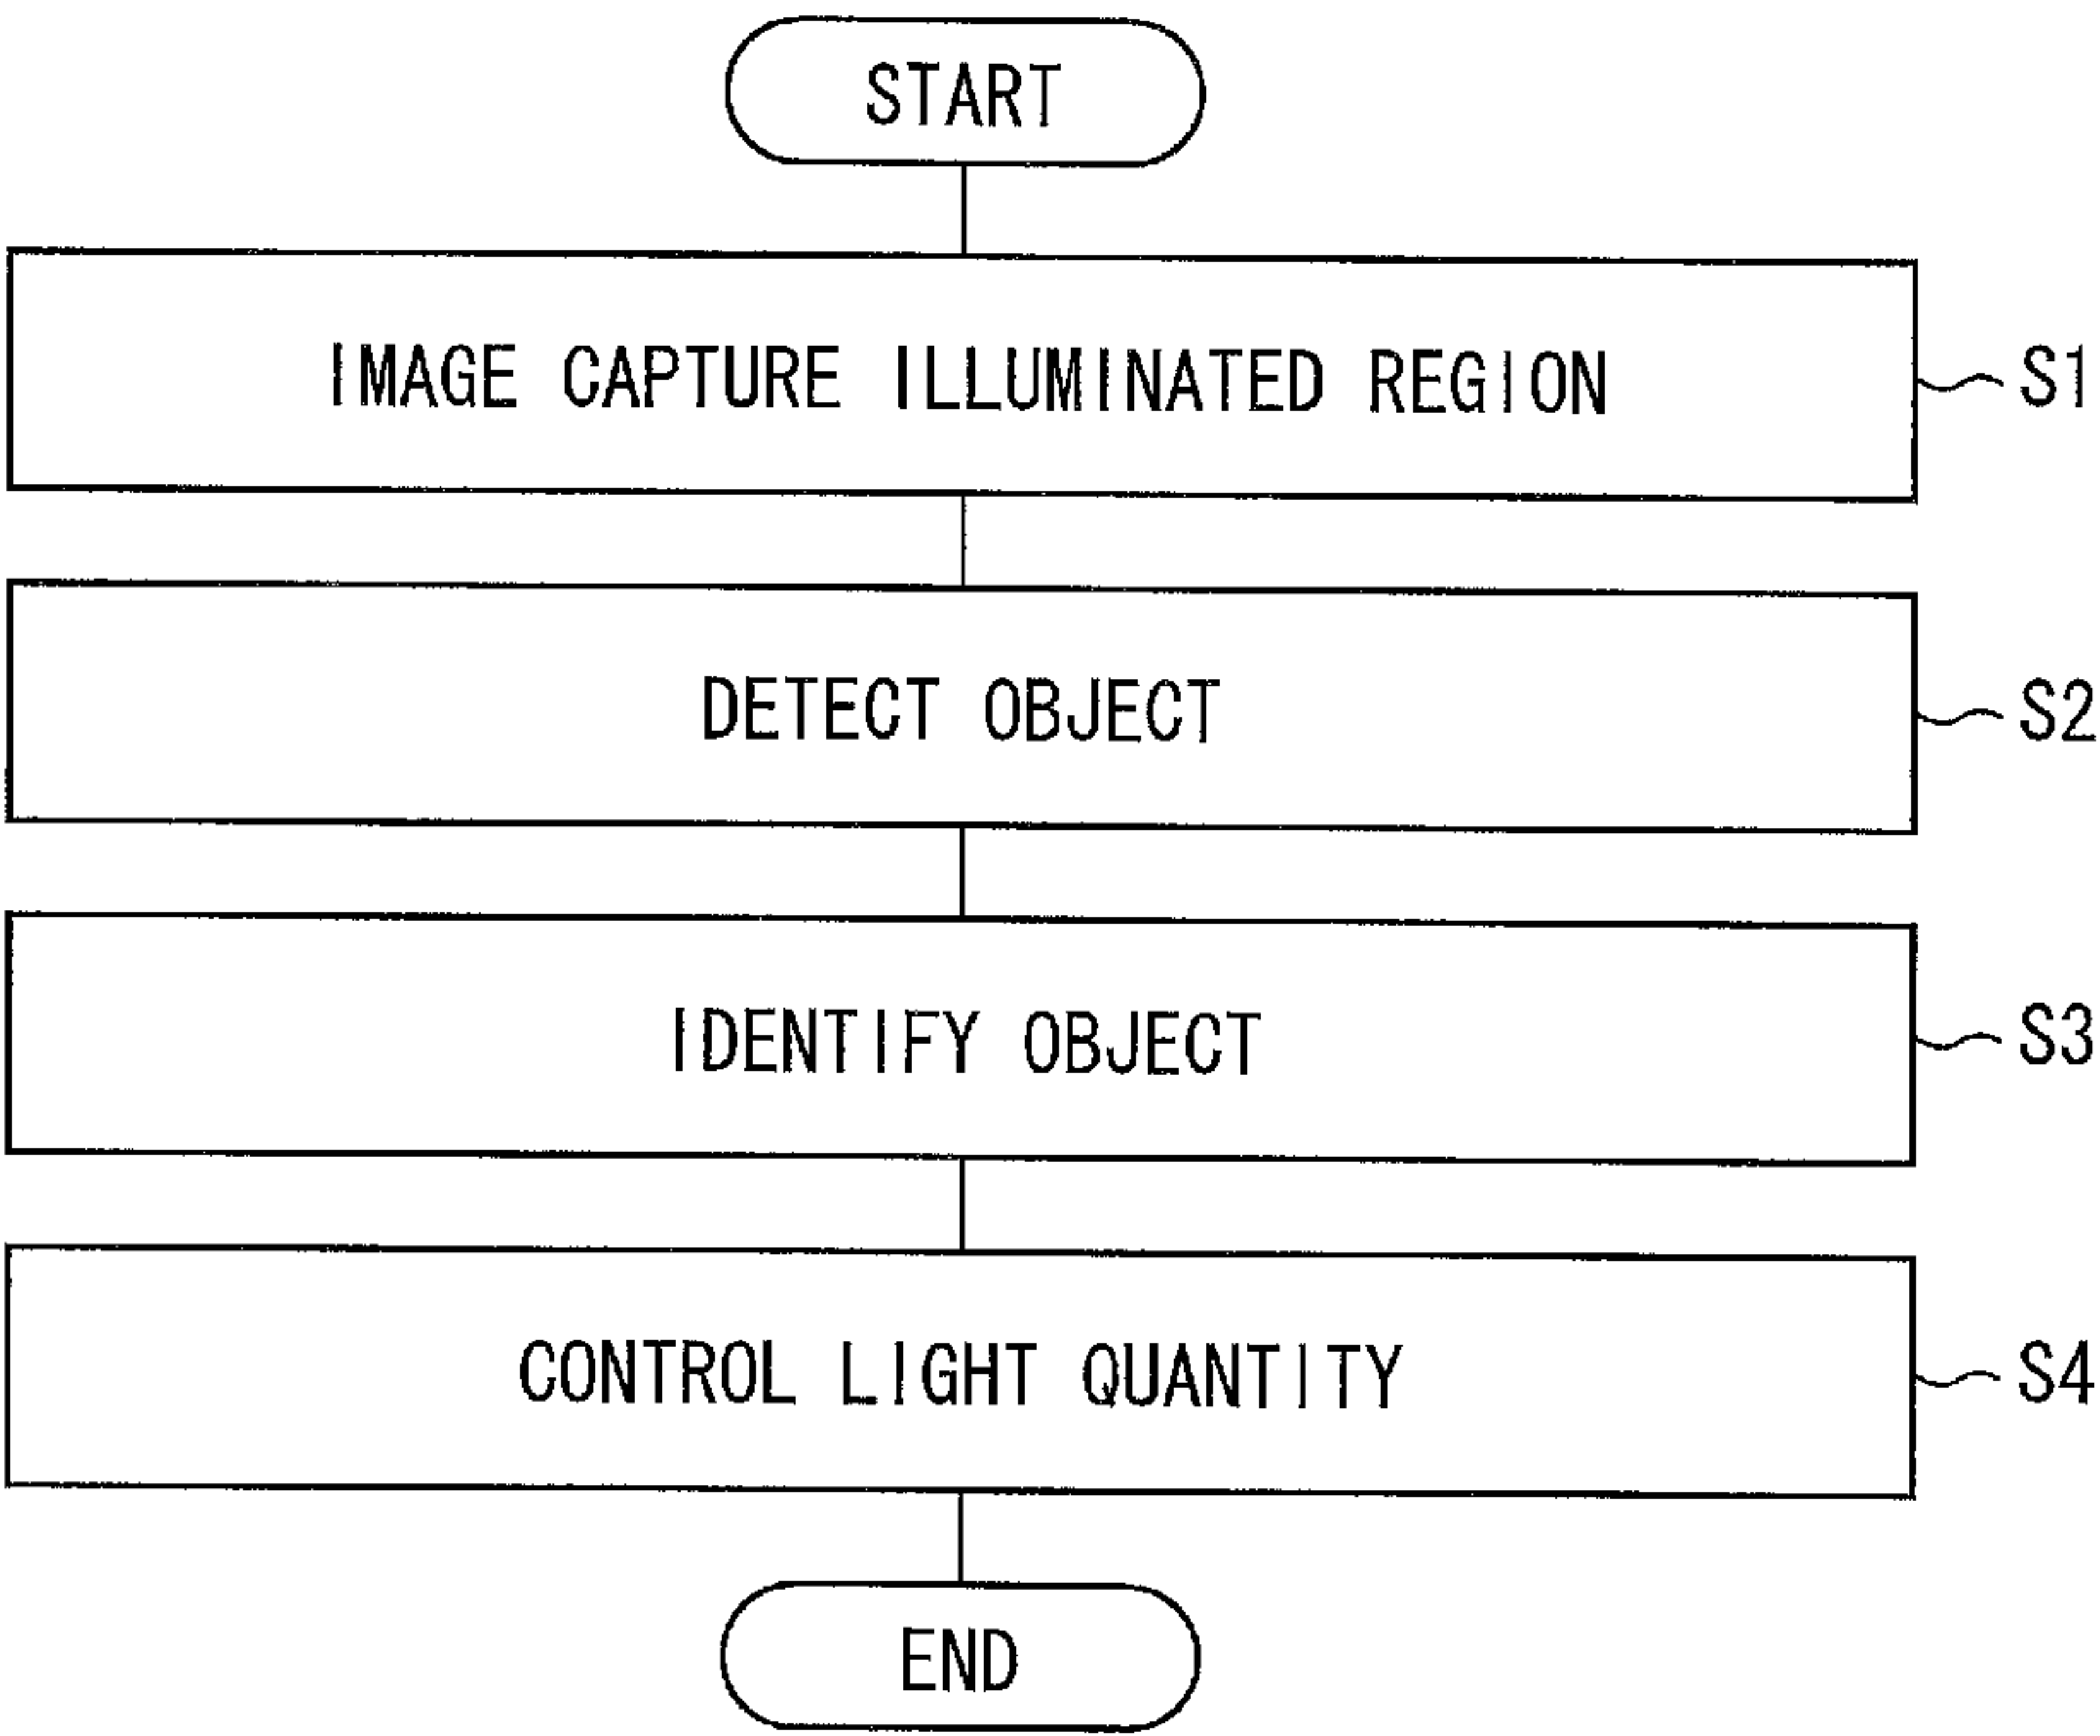 START
IMAGE CAPTURE ILLUMINATED REGION
S1
DETECT OBJECT
S2
IDENTIFY OBJECT
S3
CONTROL LIGHT QUANTITY
S4
END